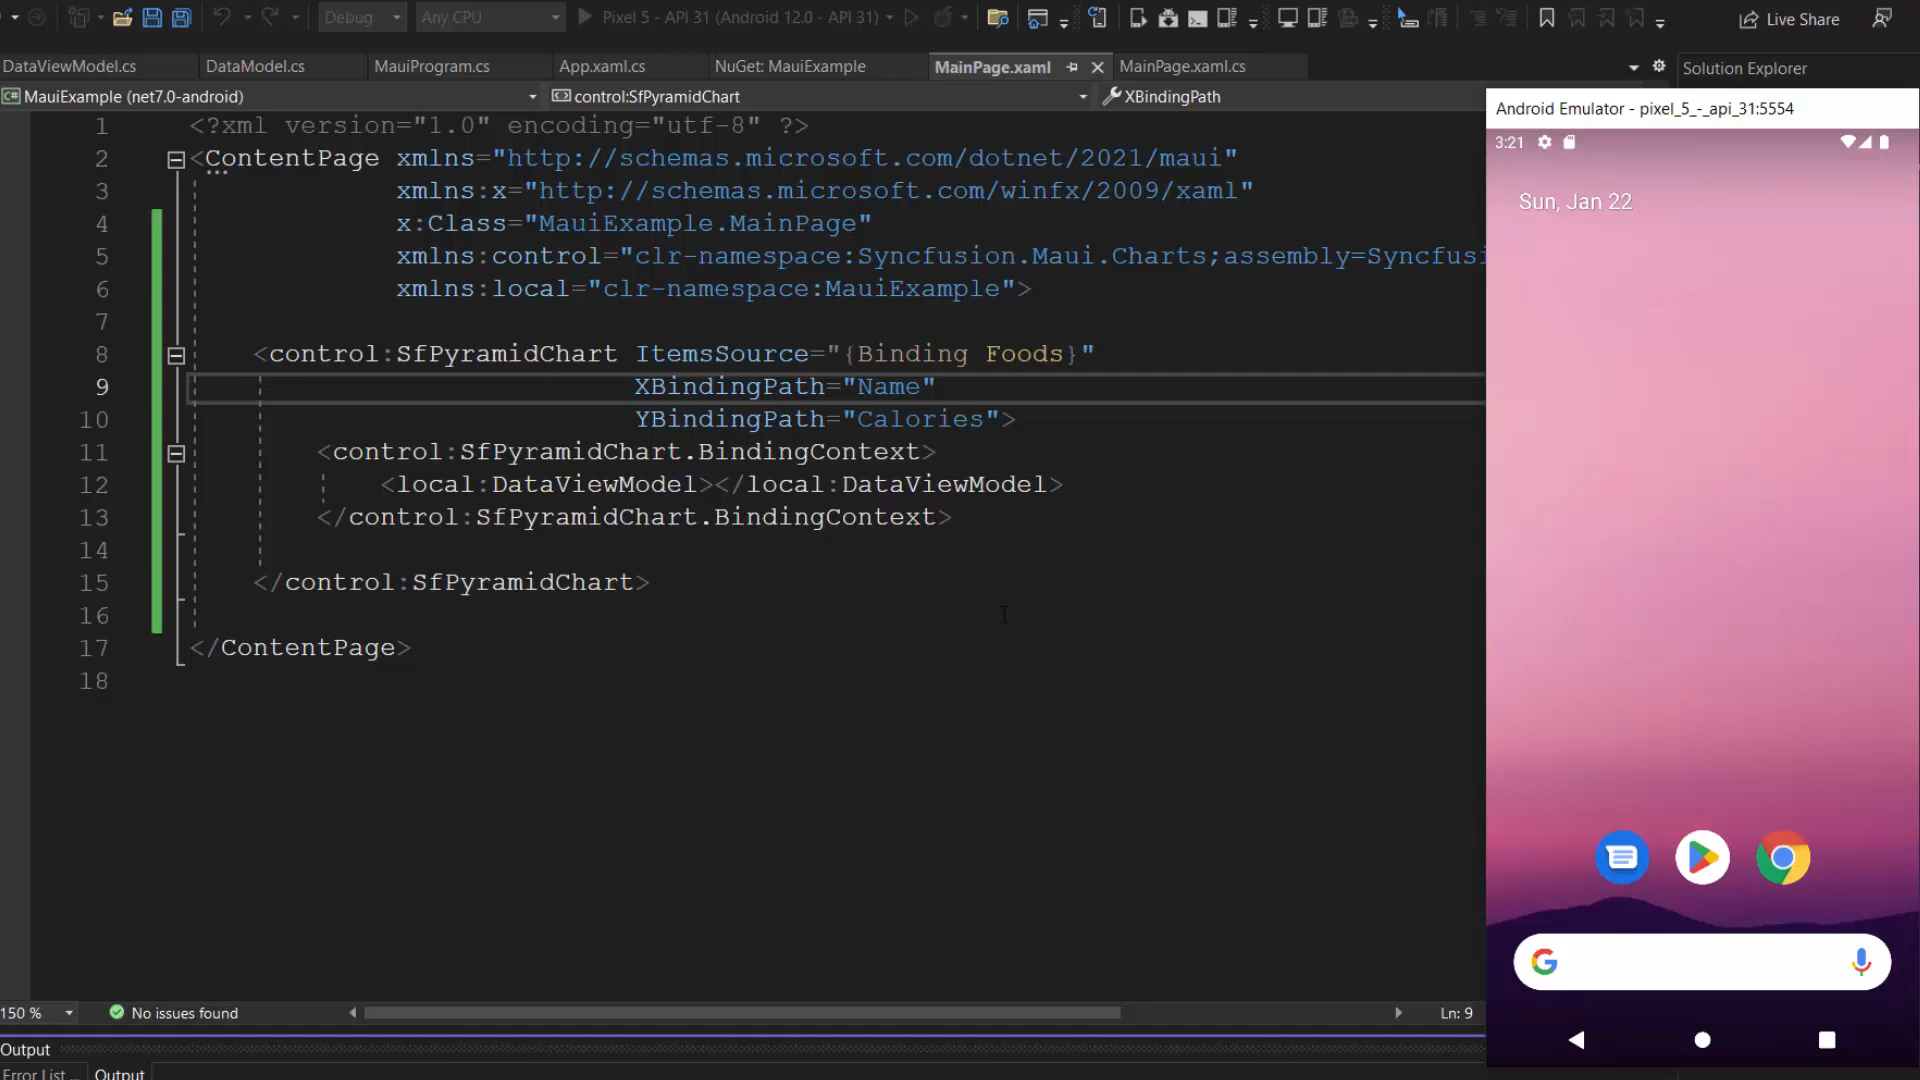 Debug
Any CPU
Pixel 5 - API 31 (Android 12.0 - API 31)
Live Share
DataViewModel.cs
DataModel.cs
MauiProgram.cs
App.xaml.cs
NuGet: MauiExample
MainPage.xaml
MainPage.xaml.cs
Solution Explorer
MauiExample (net7.0-android)
control:SfPyramidChart
XBindingPath
1 <?xml version="1.0" encoding="utf-8" ?>
2 <ContentPage xmlns="http://schemas.microsoft.com/dotnet/2021/maui"
3 xmlns:x="http://schemas.microsoft.com/winfx/2009/xaml"
4 x:Class="MauiExample.MainPage"
5 xmlns:control="clr-namespace:Syncfusion.Maui.Charts;assembly=Syncfusi
6 xmlns:local="clr-namespace:MauiExample">
7
8 <control:SfPyramidChart ItemsSource="{Binding Foods}"
9 XBindingPath="Name"
10 YBindingPath="Calories">
11 <control:SfPyramidChart.BindingContext>
12 <local:DataViewModel></local:DataViewModel>
13 </control:SfPyramidChart.BindingContext>
14
15 </control:SfPyramidChart>
16
17 </ContentPage>
18
150 %
No issues found
Ln: 9
Output
Error List ...
Output
Android Emulator - pixel_5_-_api_31:5554
3:21
Sun, Jan 22